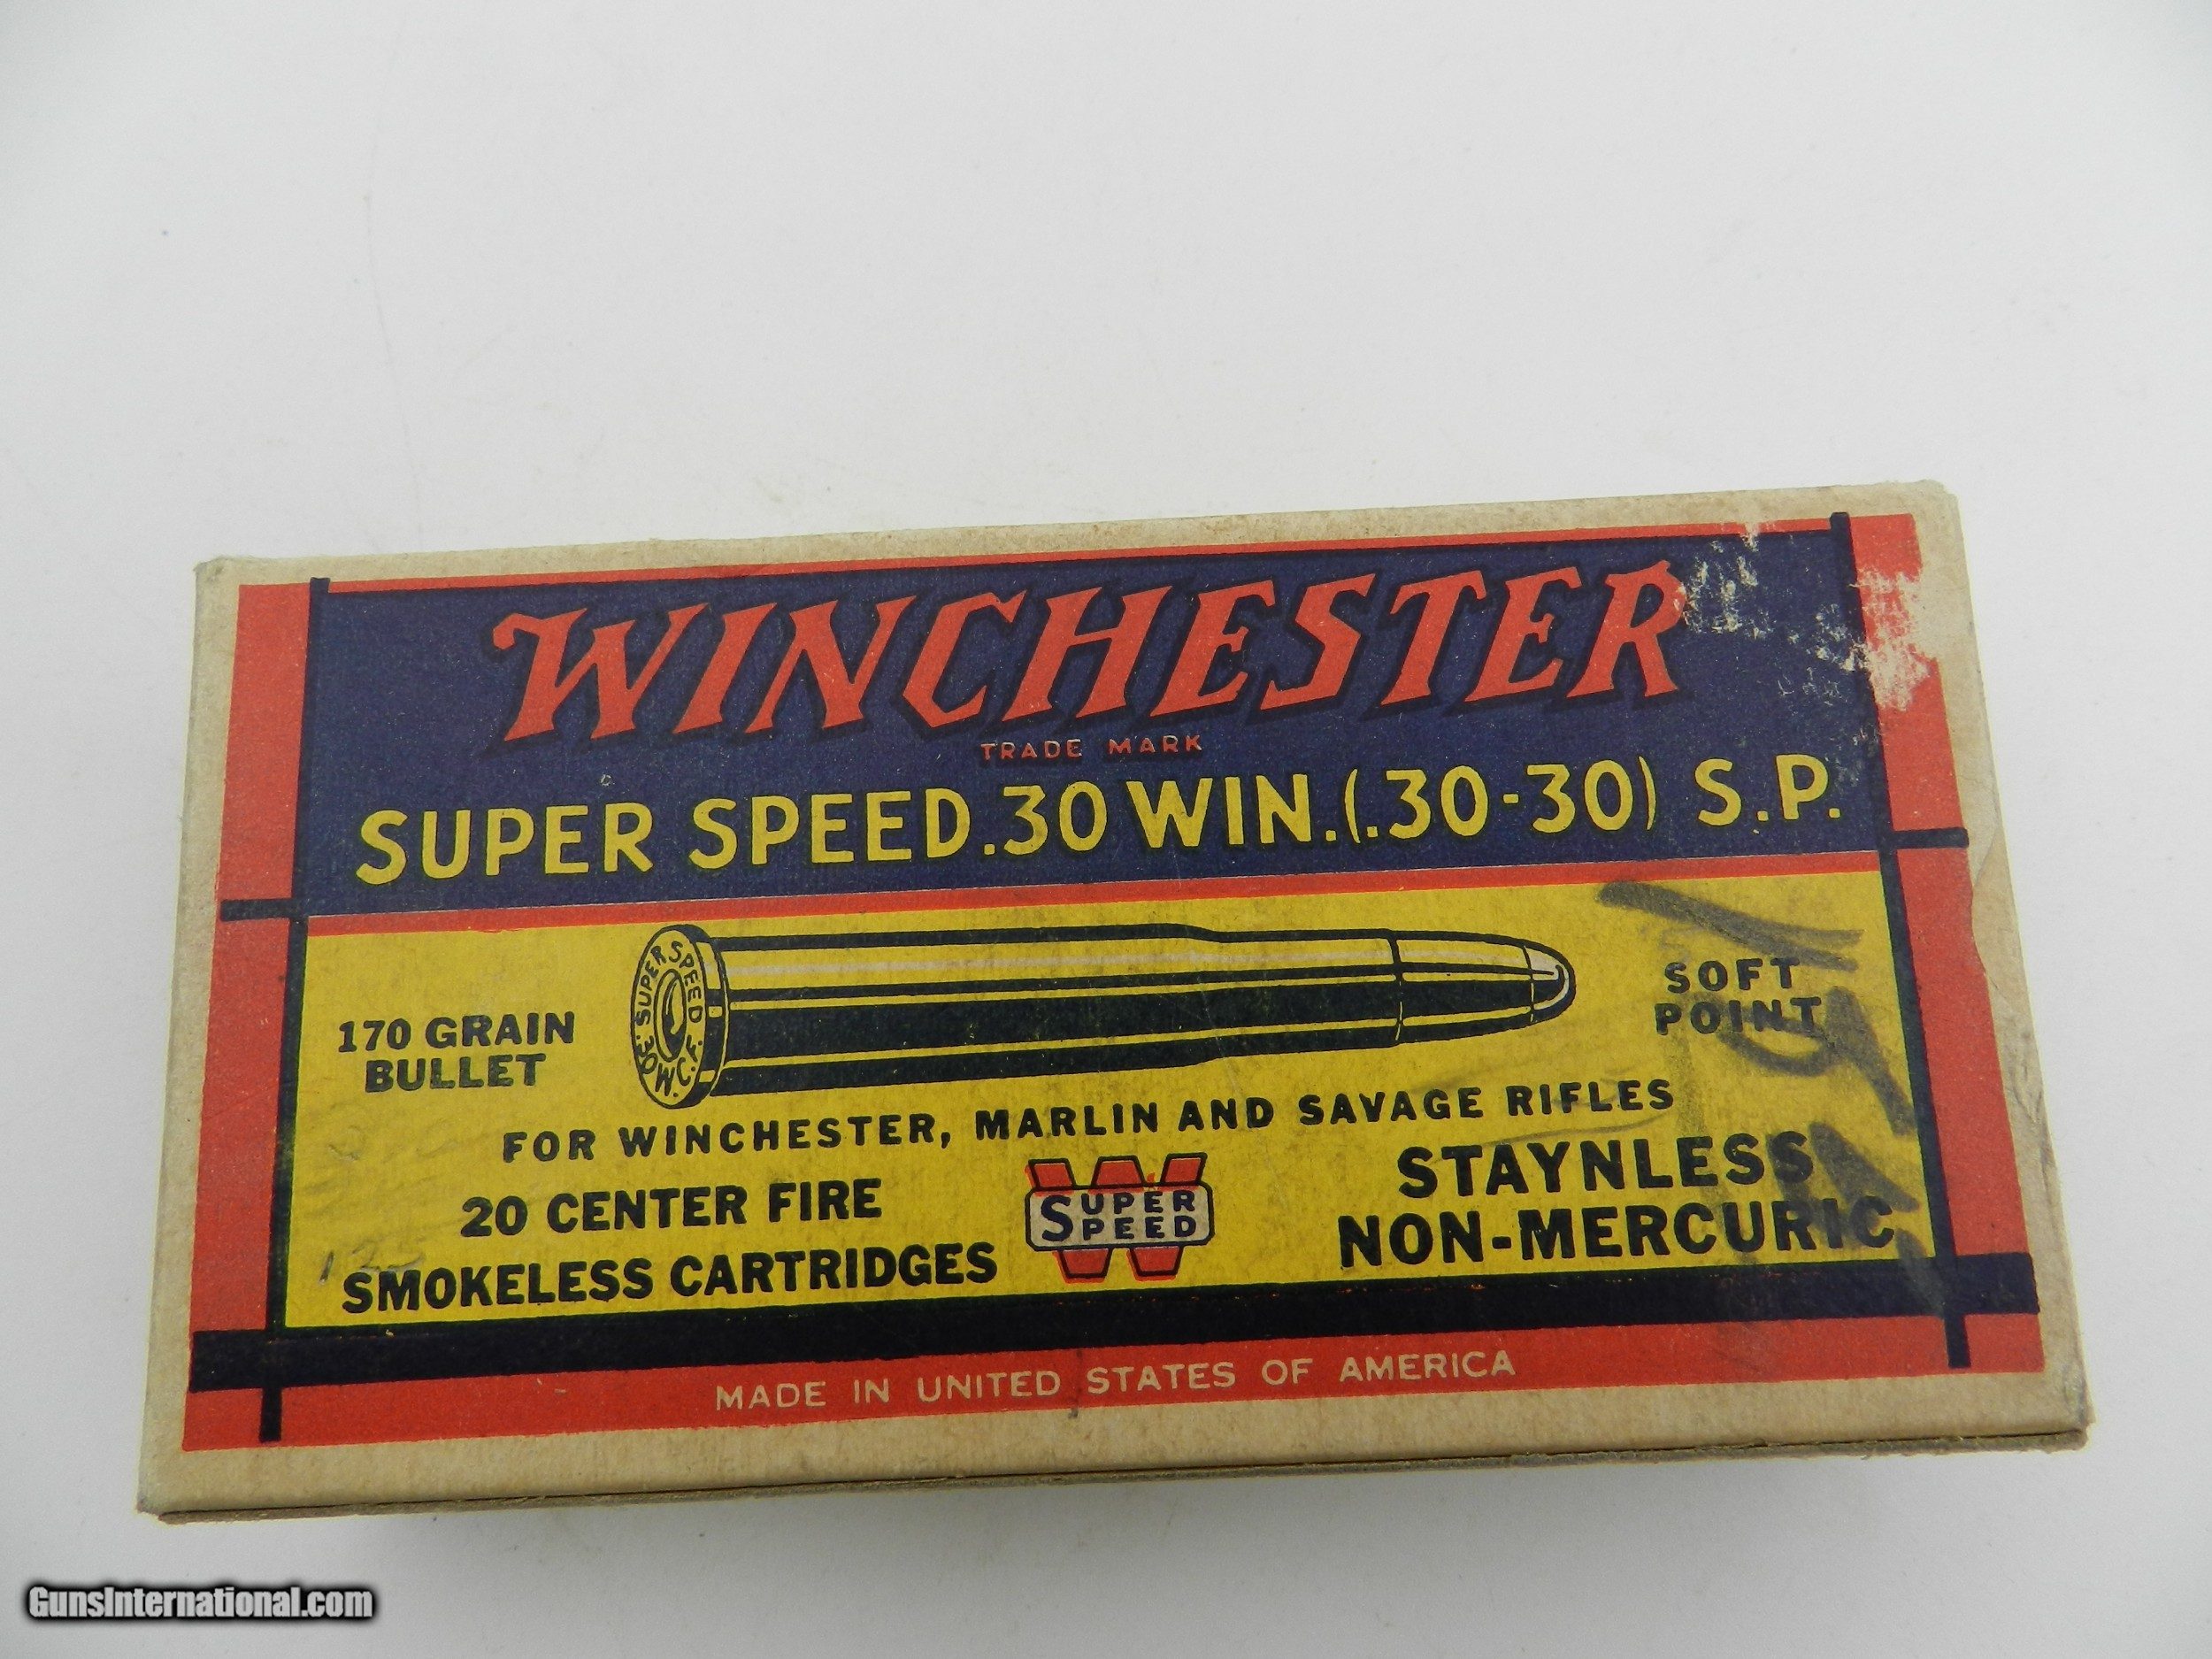 WINCHESTER
TRADE MARK
SUPER SPEED .30 WIN. (.30-30) S.P.
170 GRAIN
BULLET
SUPER SPEED
W.C.F.
SOFT
POINT
FOR WINCHESTER, MARLIN AND SAVAGE RIFLES
20 CENTER FIRE
SMOKELESS CARTRIDGES
W
SUPER
SPEED
STAYNLESS
NON-MERCURIC
MADE IN UNITED STATES OF AMERICA
GunsInternational.com